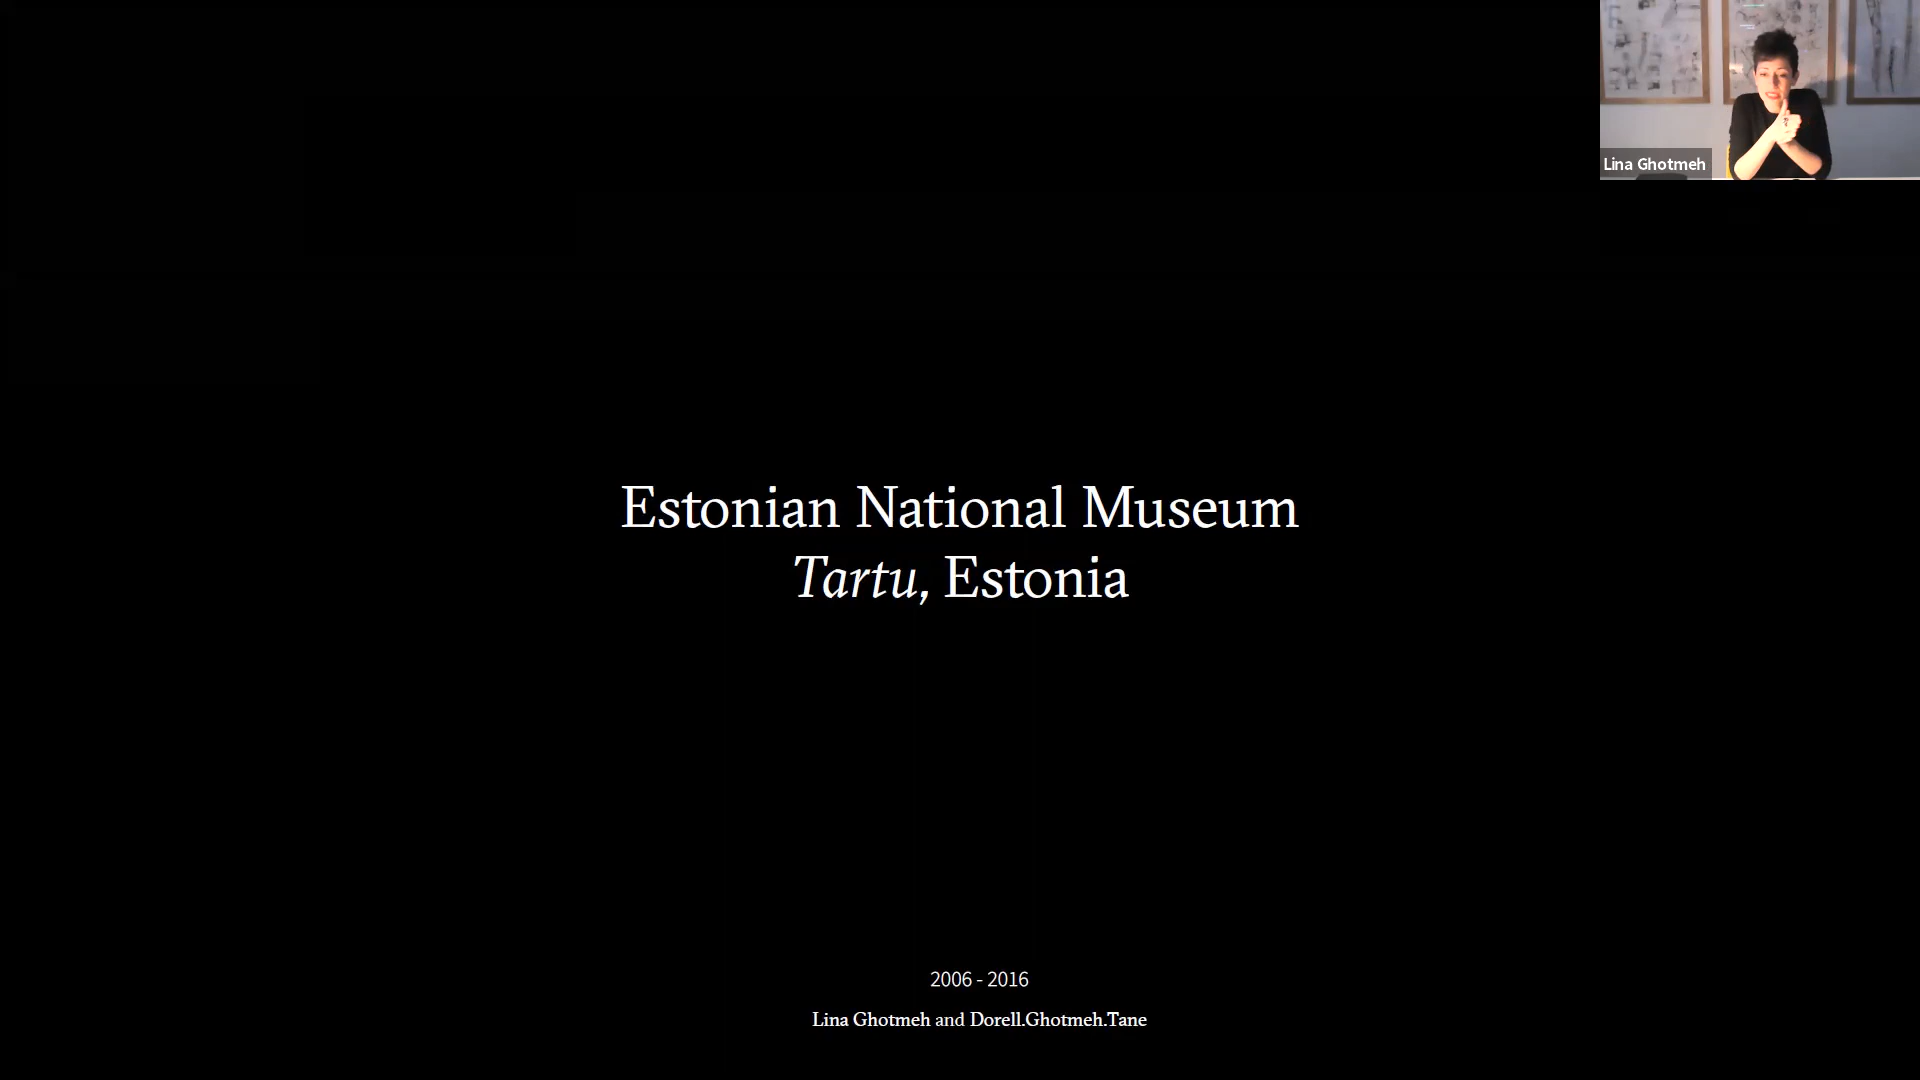 Lina Ghotmeh
Estonian National Museum
Tartu, Estonia
2006 - 2016
Lina Ghotmeh and Dorell.Ghotmeh.Tane